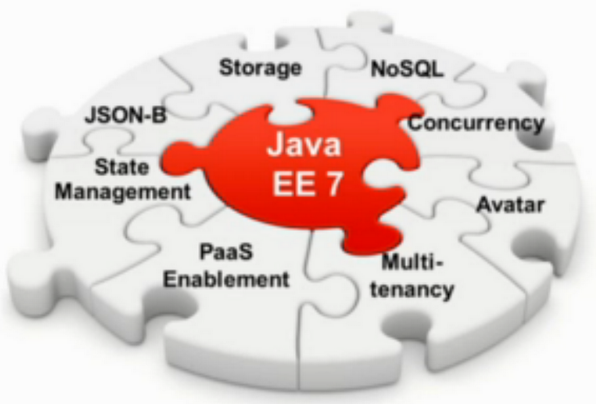 Storage
NoSQL
JSON-B
Concurrency
Java
EE 7
State
Management
Avatar
PaaS
Enablement
Multi-
tenancy